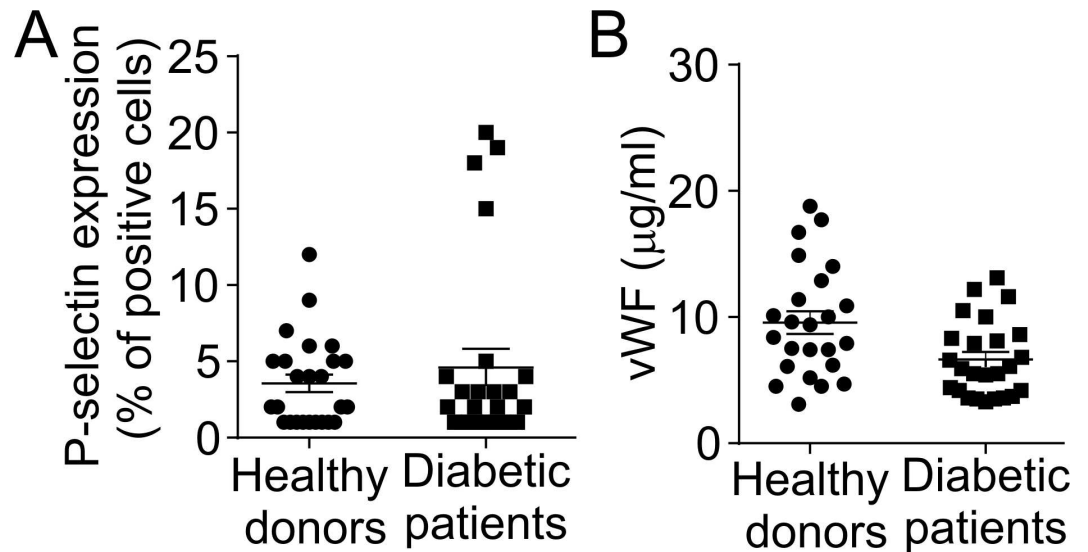 A
P-selectin expression
(% of positive cells)
25
20
15
10
5
0
Healthy
donors
Diabetic
patients
B
vWF (μg/ml)
30
20
10
0
Healthy
donors
Diabetic
patients